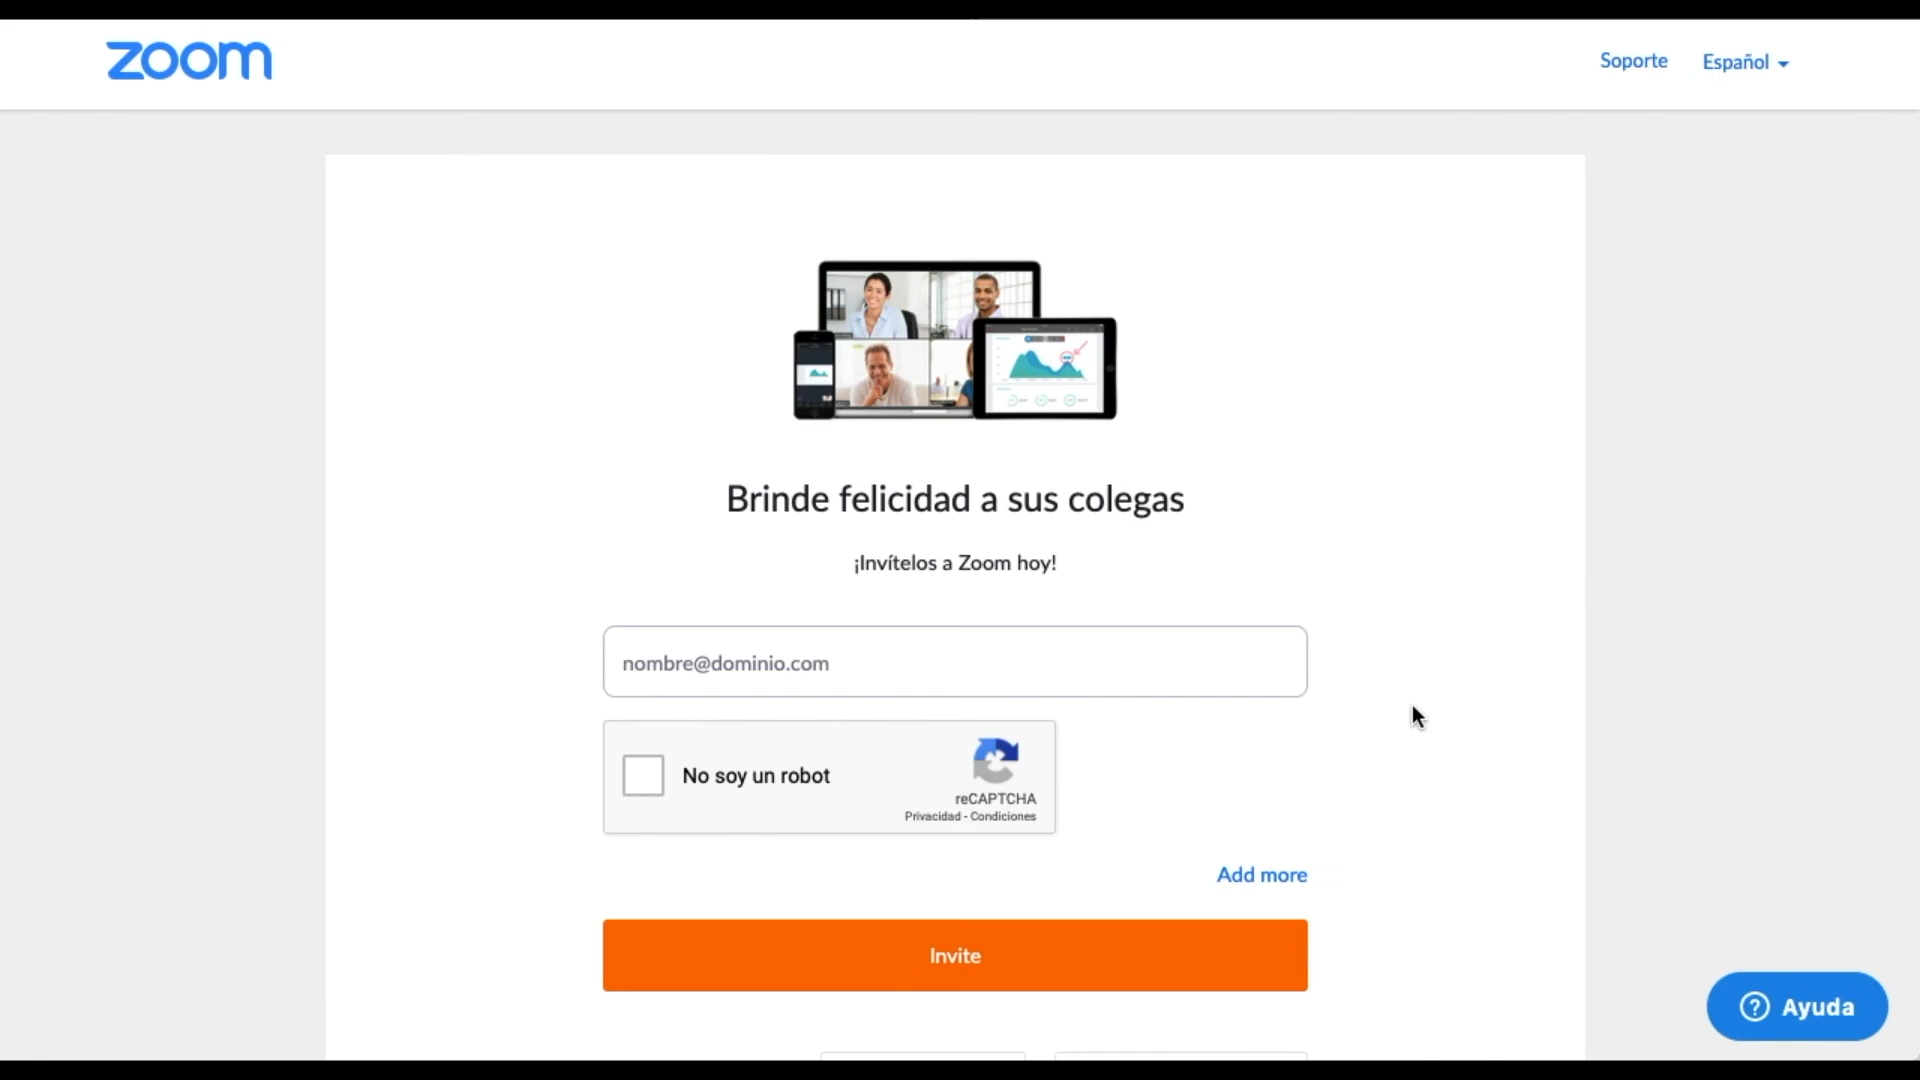 zoom
Soporte
Español
Brinde felicidad a sus colegas
¡Invítelos a Zoom hoy!
nombre@dominio.com
No soy un robot
reCAPTCHA
Privacidad - Condiciones
Add more
Invite
Ayuda